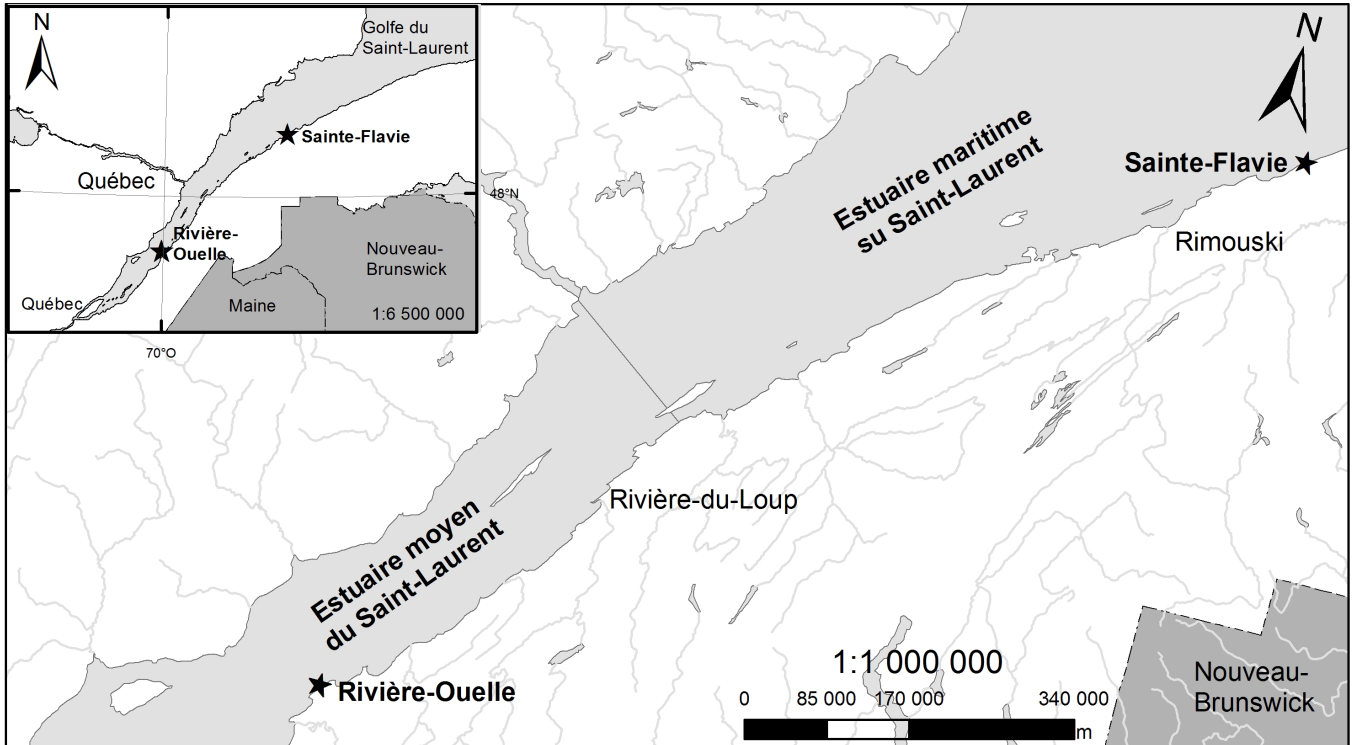 N
Golfe du
Saint-Laurent
Sainte-Flavie
Québec
48°N
Rivière-
Ouelle
Nouveau-
Brunswick
Québec
Maine
1:6 500 000
70°O
N
Estuaire maritime
su Saint-Laurent
Sainte-Flavie
Rimouski
Rivière-du-Loup
Estuaire moyen
du Saint-Laurent
Rivière-Ouelle
1:1 000 000
0 85 000 170 000 340 000
m
Nouveau-
Brunswick